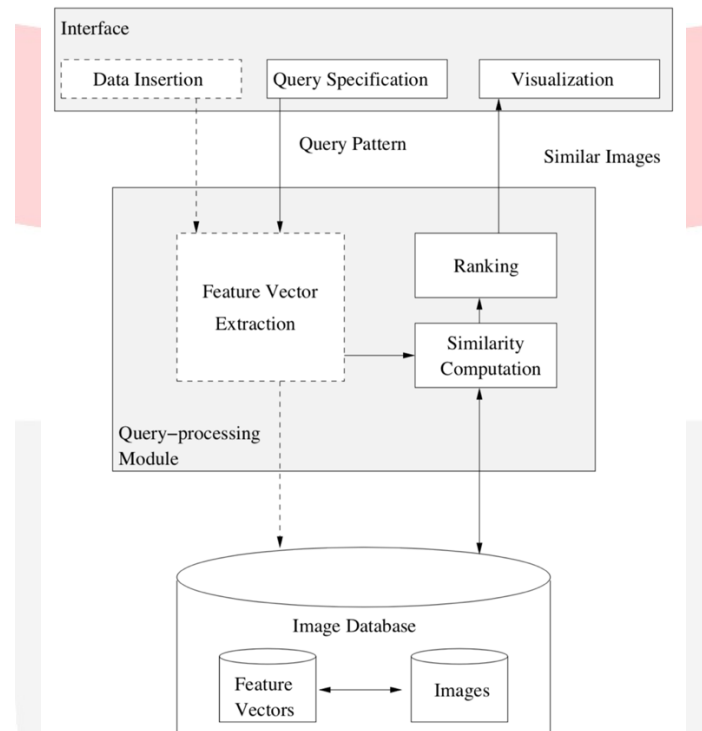 Interface
Data Insertion
Query Specification
Visualization
Query Pattern
Similar Images
Feature Vector
Extraction
Ranking
Similarity
Computation
Query−processing
Module
Image Database
Feature
Vectors
Images